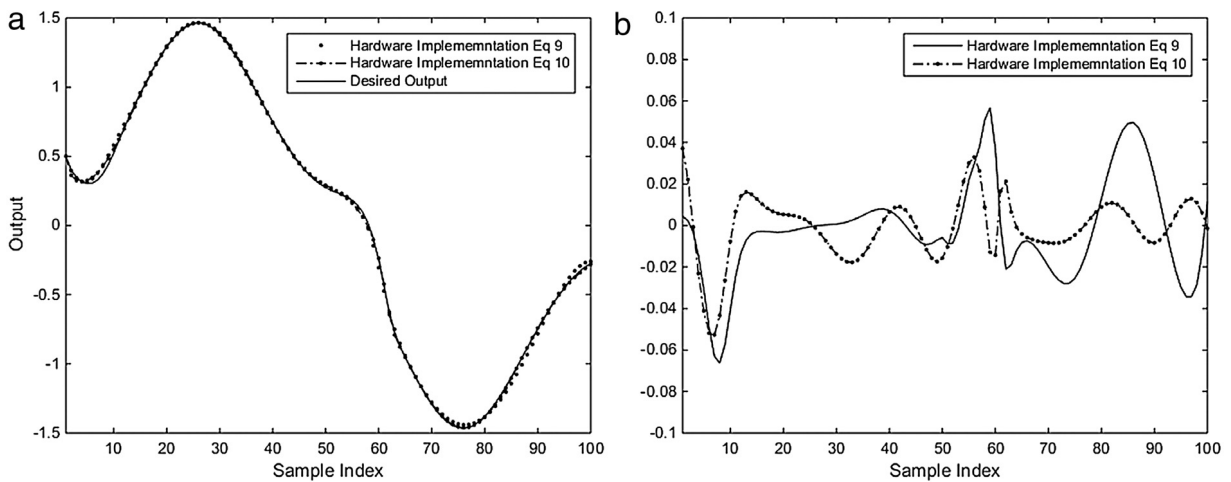 a
1.5
1
0.5
0
-0.5
-1
-1.5
Output
10 20 30 40 50 60 70 80 90 100
Sample Index
Hardware Implememntation Eq 9
Hardware Implememntation Eq 10
Desired Output
b
0.1
0.08
0.06
0.04
0.02
0
-0.02
-0.04
-0.06
-0.08
-0.1
10 20 30 40 50 60 70 80 90 100
Sample Index
Hardware Implememntation Eq 9
Hardware Implememntation Eq 10